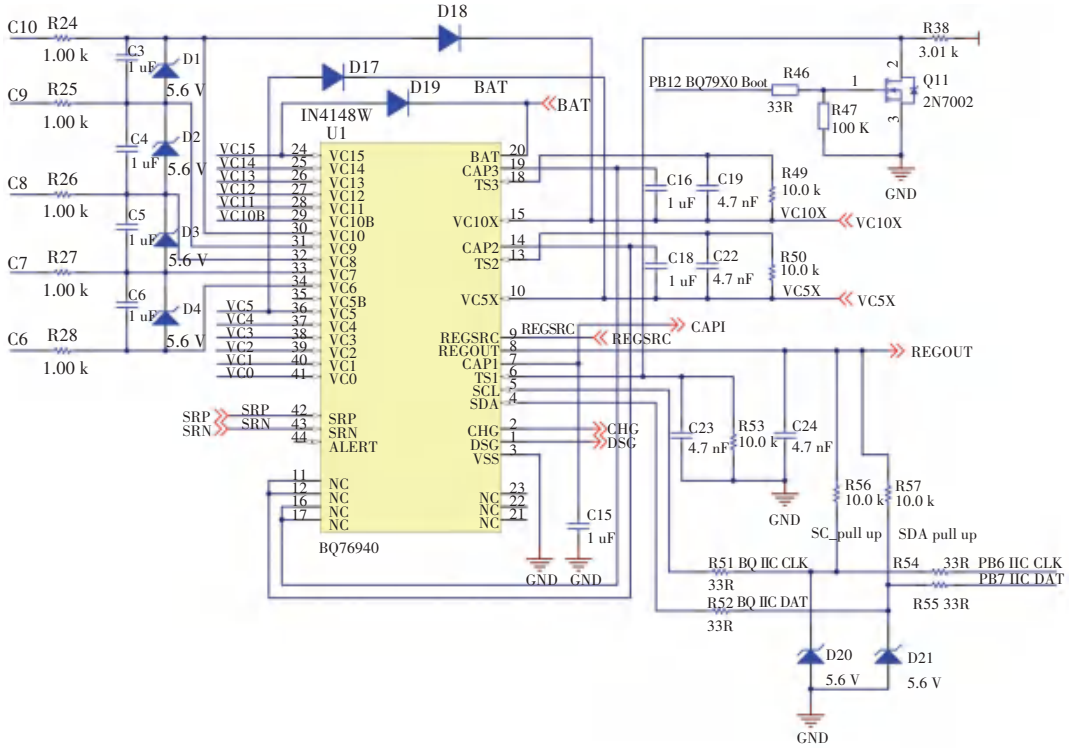 C10 R24
1.00 k
C3
1 uF
D1
5.6 V
C9 R25
1.00 k
C4
1 uF
D2
5.6 V
C8 R26
1.00 k
C5
1 uF
D3
5.6 V
C7 R27
1.00 k
C6
1 uF
D4
5.6 V
C6 R28
1.00 k
D18
D17
D19
BAT
BAT
IN4148W
U1
VC15 24 VC15
VC14 25 VC14
VC13 26 VC13
VC12 27 VC12
VC11 28 VC11
VC10B 29 VC10B
30 VC10
31 VC9
32 VC8
33 VC7
34 VC6
35 VC5B
VC5 36 VC5
VC4 37 VC4
VC3 38 VC3
VC2 39 VC2
VC1 40 VC1
VC0 41 VC0
SRP SRP 42 SRP
SRN SRN 43 SRN
44 ALERT
11 NC
12 NC
16 NC
17 NC
BQ76940
BAT 20
CAP3 19
TS3 18
VC10X 15
CAP2 14
TS2 13
VC5X 10
REGSRC 9 REGSRC REGSRC
REGOUT 8 REGOUT
CAP1 7
TS1 6
SCL 5
SDA 4
CHG 2 CHG
DSG 1 DSG
VSS 3
NC 23
NC 22
NC 21
CAPI
C16
1 uF
C19
4.7 nF
R49
10.0 k
VC10X VC10X
C18
1 uF
C22
4.7 nF
R50
10.0 k
VC5X VC5X
R38
3.01 k
PB12 BQ79X0 Boot
R46
33R
R47
100 K
1
2
3
Q11
2N7002
GND
C23
4.7 nF
R53
10.0 k
C24
4.7 nF
GND
R56
10.0 k
R57
10.0 k
SC_pull up
SDA pull up
C15
1 uF
GND
GND
R51 BQ IIC CLK
33R
R52 BQ IIC DAT
33R
R54 33R PB6 IIC CLK
PB7 IIC DAT
R55 33R
D20
5.6 V
D21
5.6 V
GND